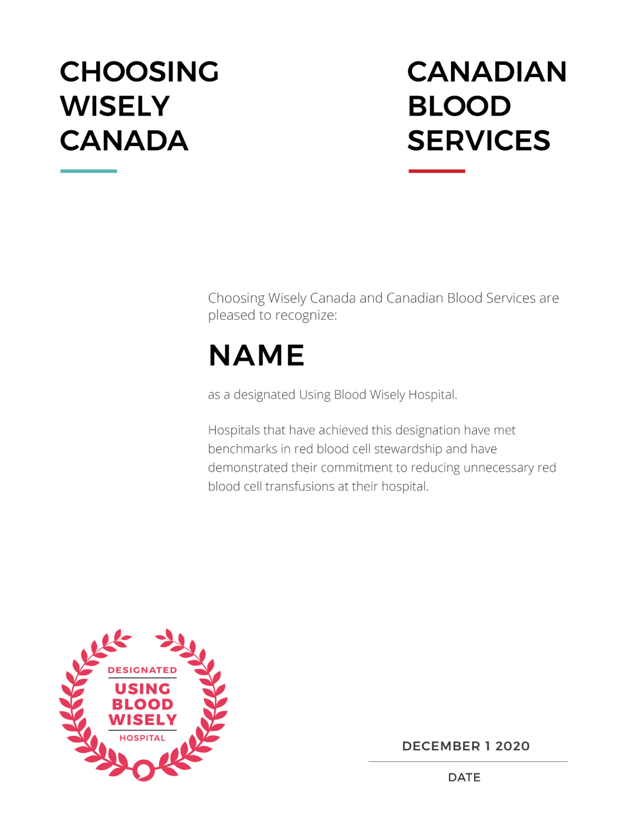 CHOOSING
WISELY
CANADA
CANADIAN
BLOOD
SERVICES
Choosing Wisely Canada and Canadian Blood Services are
pleased to recognize:
NAME
as a designated Using Blood Wisely Hospital.
Hospitals that have achieved this designation have met
benchmarks in red blood cell stewardship and have
demonstrated their commitment to reducing unnecessary red
blood cell transfusions at their hospital.
DESIGNATED
USING
BLOOD
WISELY
HOSPITAL
DECEMBER 1 2020
DATE